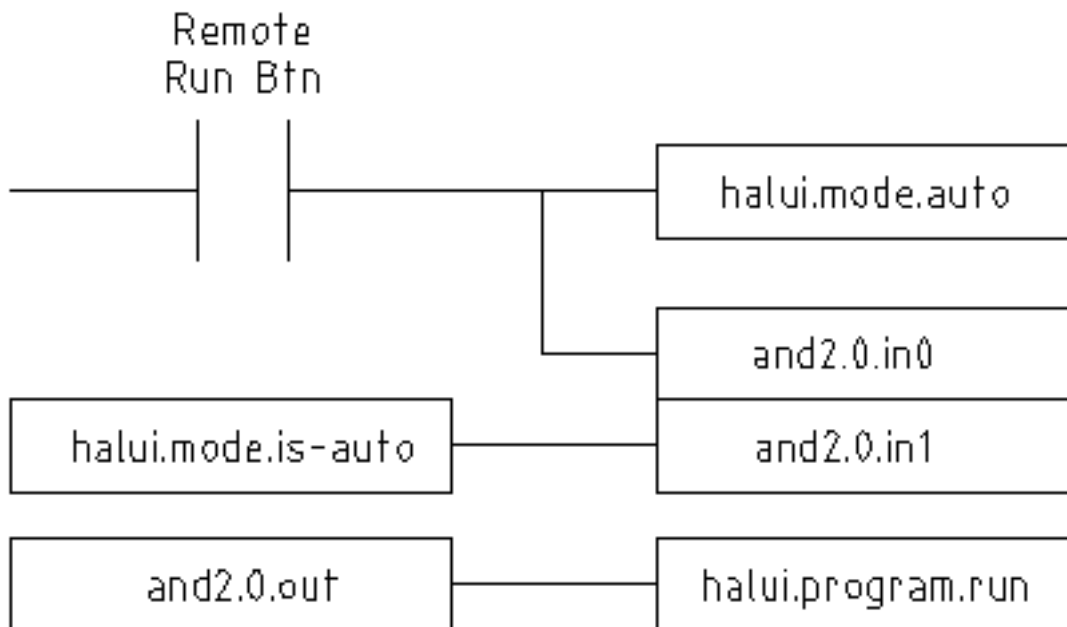 Remote
Run Btn
halui.mode.auto
and2.0.in0
halui.mode.is-auto
and2.0.in1
and2.0.out
halui.program.run